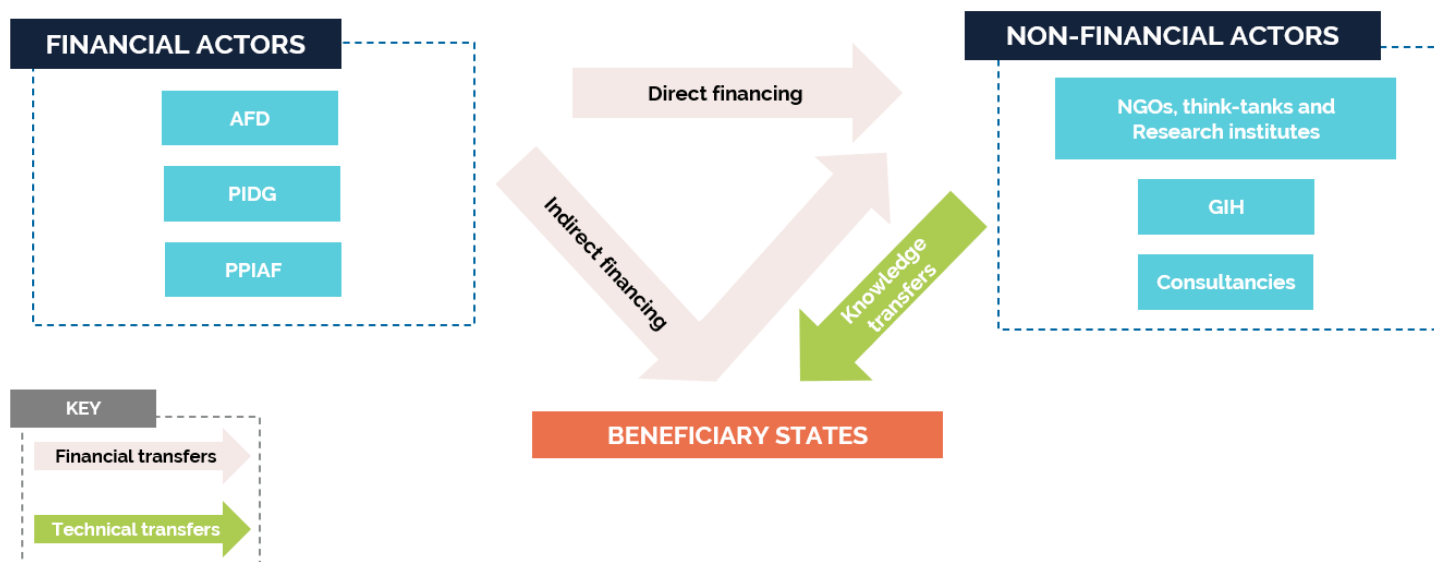 FINANCIAL ACTORS
AFD
PIDG
PPIAF
Direct financing
Indirect financing
Knowledge
transfers
NON-FINANCIAL ACTORS
NGOs, think-tanks and
Research institutes
GIH
Consultancies
BENEFICIARY STATES
KEY
Financial transfers
Technical transfers